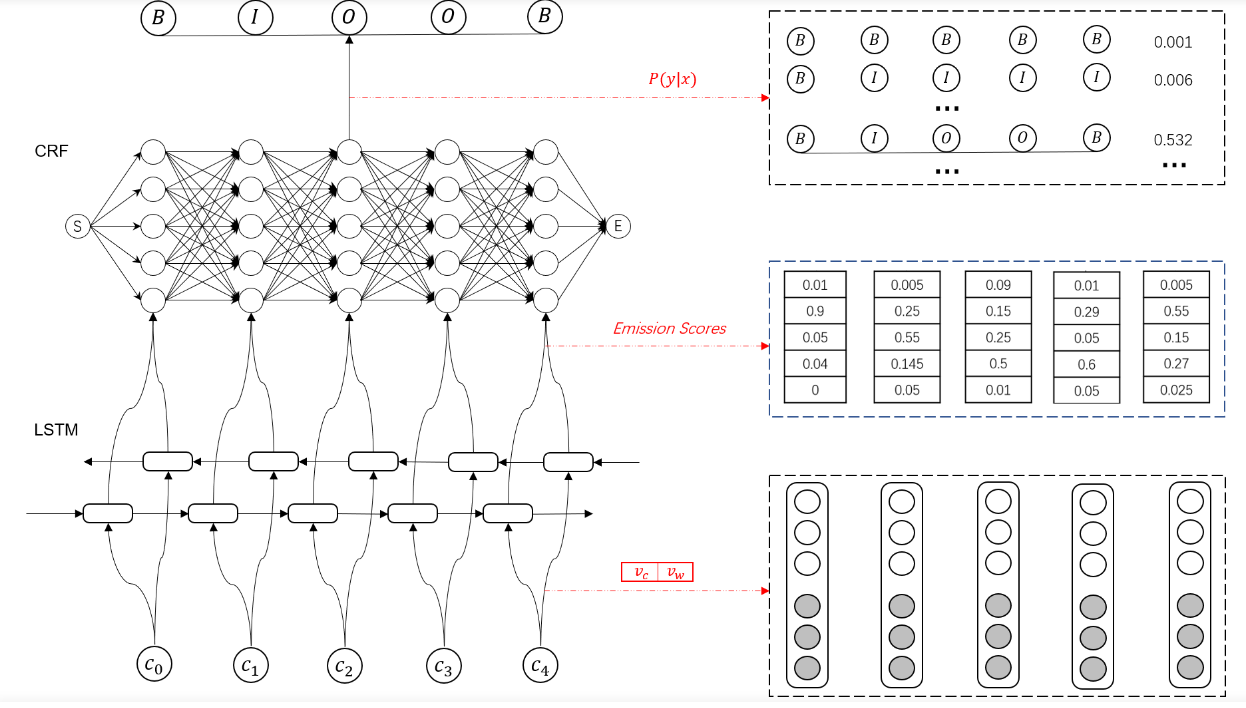 B I O O B
P(y|x)
B B B B B 0.001
B I I I I 0.006
...
B I O O B 0.532
... ...
CRF
S E
Emission Scores
0.01 0.005 0.09 0.01 0.005
0.9 0.25 0.15 0.29 0.55
0.05 0.55 0.25 0.05 0.15
0.04 0.145 0.5 0.6 0.27
0 0.05 0.01 0.05 0.025
LSTM
v_c v_w
c_0 c_1 c_2 c_3 c_4